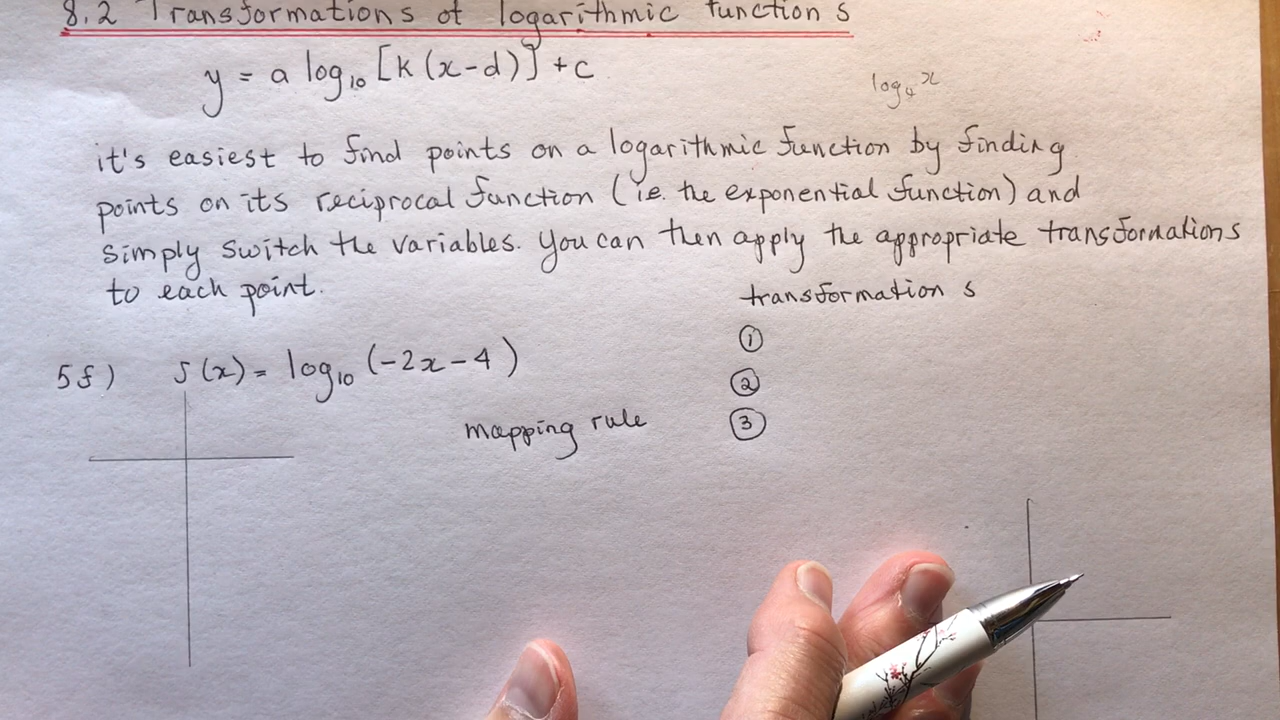 8.2 Transformations of logarithmic functions
y = a log₁₀ [k(x-d)] + c
log₄ x
it's easiest to find points on a logarithmic function by finding
points on its reciprocal function (i.e. the exponential function) and
simply switch the variables. You can then apply the appropriate transformations
to each point.
transformations
①
②
③
5f) f(x) = log₁₀ (-2x-4)
mapping rule